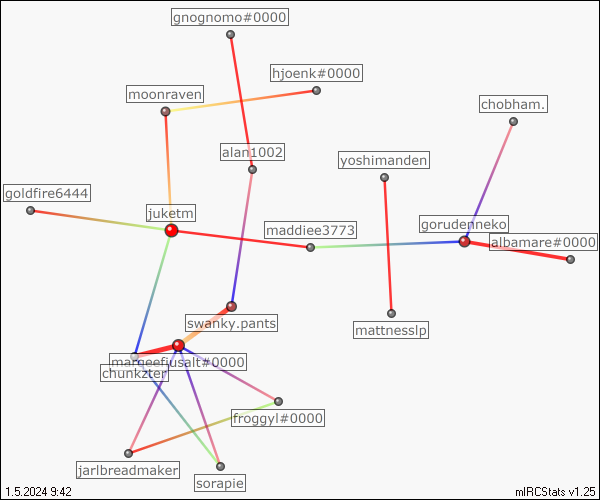 gnognomo#0000
hjoenk#0000
moonraven
chobham.
alan1002
yoshimanden
goldfire6444
juketm
maddiee3773
gorudenneko
albamare#0000
swanky.pants
mattnesslp
marqeefiusalt#0000
chunkzter
froggyl#0000
jarlbreadmaker
sorapie
1.5.2024 9:42
mIRCStats v1.25